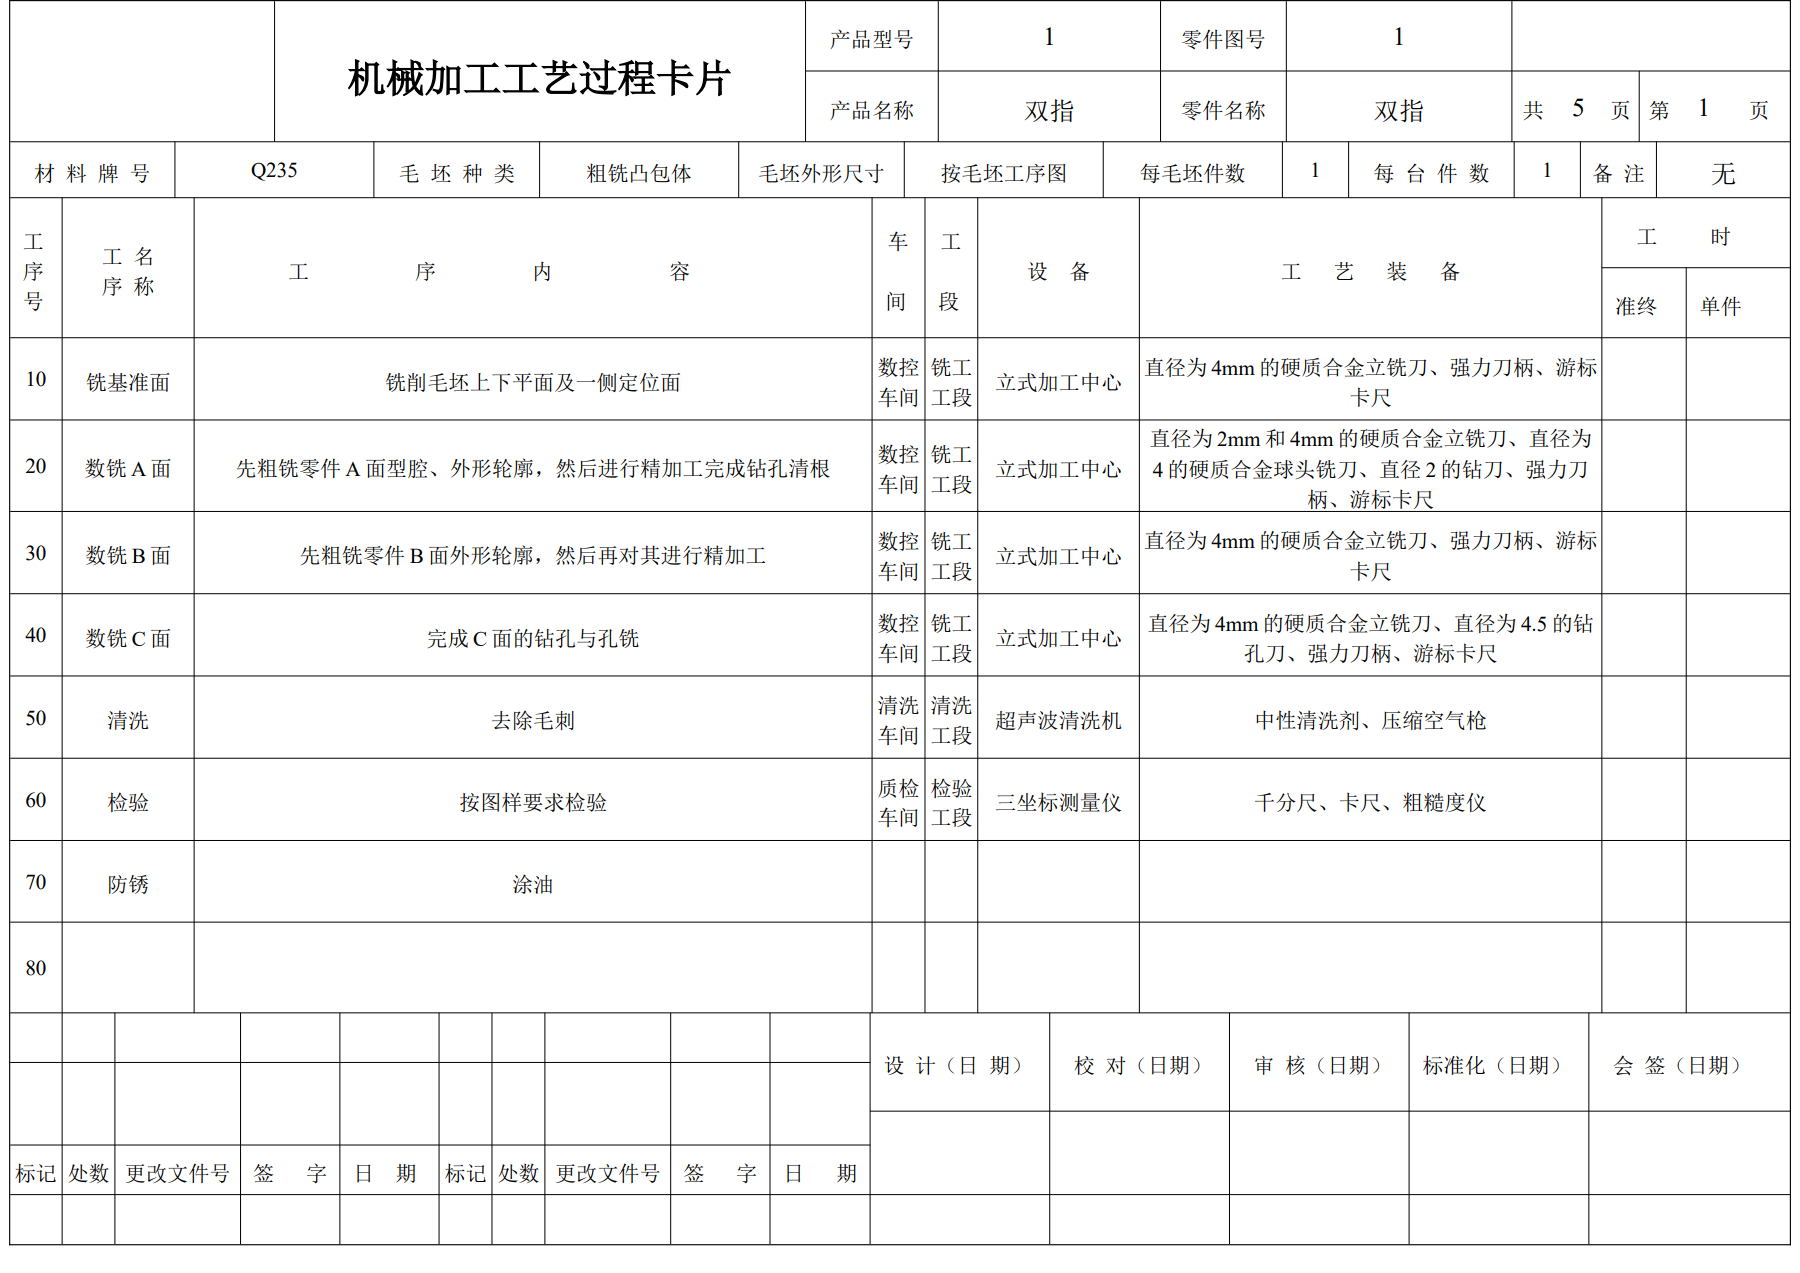 机械加工工艺过程卡片
产品型号 1 零件图号 1
产品名称 双指 零件名称 双指 共 5 页 第 1 页
材 料 牌 号 Q235 毛 坯 种 类 粗铣凸包体 毛坯外形尺寸 按毛坯工序图 每毛坯件数 1 每 台 件 数 1 备 注 无
工序号 工序 名称 工 序 内 容 车间 工段 设 备 工 艺 装 备 工 时
准终 单件
10 铣基准面 铣削毛坯上下平面及一侧定位面 数控车间 铣工工段 立式加工中心 直径为 4mm 的硬质合金立铣刀、强力刀柄、游标
卡尺
20 数铣 A 面 先粗铣零件 A 面型腔、外形轮廓，然后进行精加工完成钻孔清根 数控车间 铣工工段 立式加工中心 直径为 2mm 和 4mm 的硬质合金立铣刀、直径为
4 的硬质合金球头铣刀、直径 2 的钻刀、强力刀
柄、游标卡尺
30 数铣 B 面 先粗铣零件 B 面外形轮廓，然后再对其进行精加工 数控车间 铣工工段 立式加工中心 直径为 4mm 的硬质合金立铣刀、强力刀柄、游标
卡尺
40 数铣 C 面 完成 C 面的钻孔与孔铣 数控车间 铣工工段 立式加工中心 直径为 4mm 的硬质合金立铣刀、直径为 4.5 的钻
孔刀、强力刀柄、游标卡尺
50 清洗 去除毛刺 清洗车间 清洗工段 超声波清洗机 中性清洗剂、压缩空气枪
60 检验 按图样要求检验 质检车间 检验工段 三坐标测量仪 千分尺、卡尺、粗糙度仪
70 防锈 涂油
80
设 计（日 期） 校 对（日期） 审 核（日期） 标准化（日期） 会 签（日期）
标记 处数 更改文件号 签 字 日 期 标记 处数 更改文件号 签 字 日 期